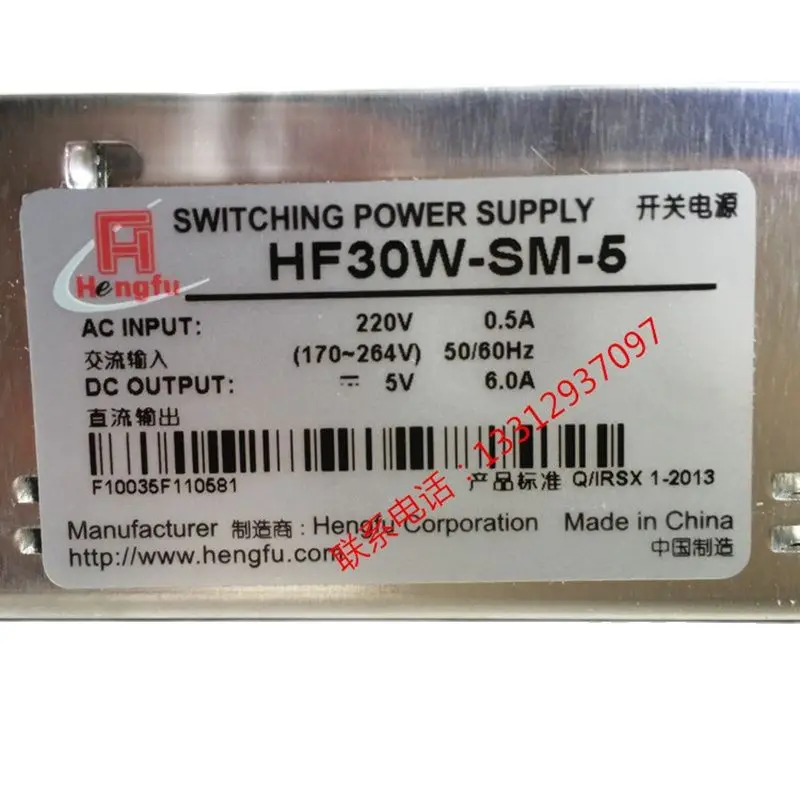 SWITCHING POWER SUPPLY 开关电源
Hengfu
HF30W-SM-5
AC INPUT: 220V 0.5A
交流输入 (170~264V) 50/60Hz
DC OUTPUT: 5V 6.0A
直流输出
F10035F110581 产品标准 Q/IRSX 1-2013
Manufacturer 制造商:Hengfu Corporation Made in China
http://www.hengfu.com 中国制造
联系电话:13312937097